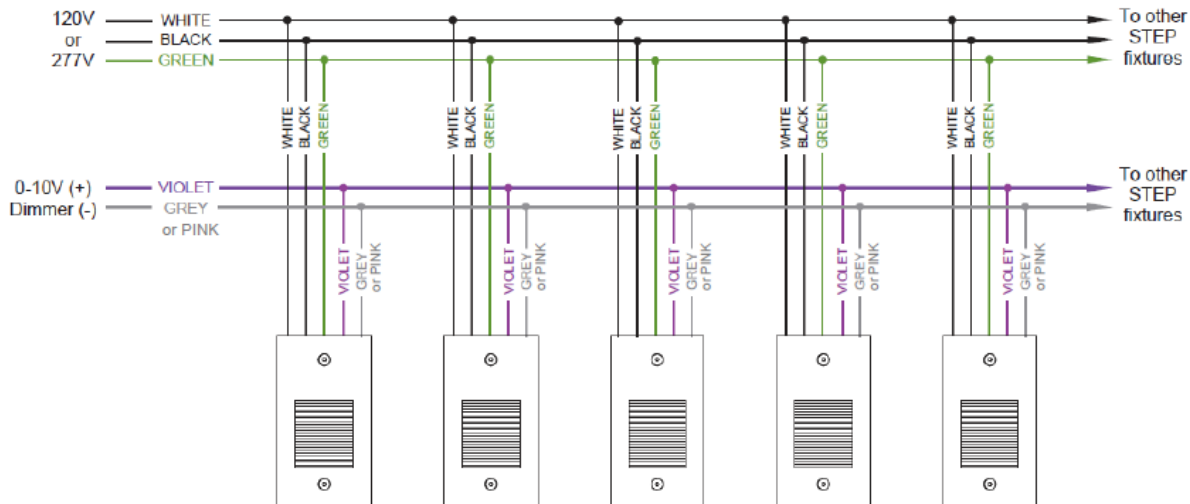 120V
or
277V
WHITE
BLACK
GREEN
To other
STEP
fixtures
WHITE
BLACK
GREEN
WHITE
BLACK
GREEN
WHITE
BLACK
GREEN
WHITE
BLACK
GREEN
WHITE
BLACK
GREEN
0-10V (+)
Dimmer (-)
VIOLET
GREY
or PINK
To other
STEP
fixtures
VIOLET
GREY
or PINK
VIOLET
GREY
or PINK
VIOLET
GREY
or PINK
VIOLET
GREY
or PINK
VIOLET
GREY
or PINK